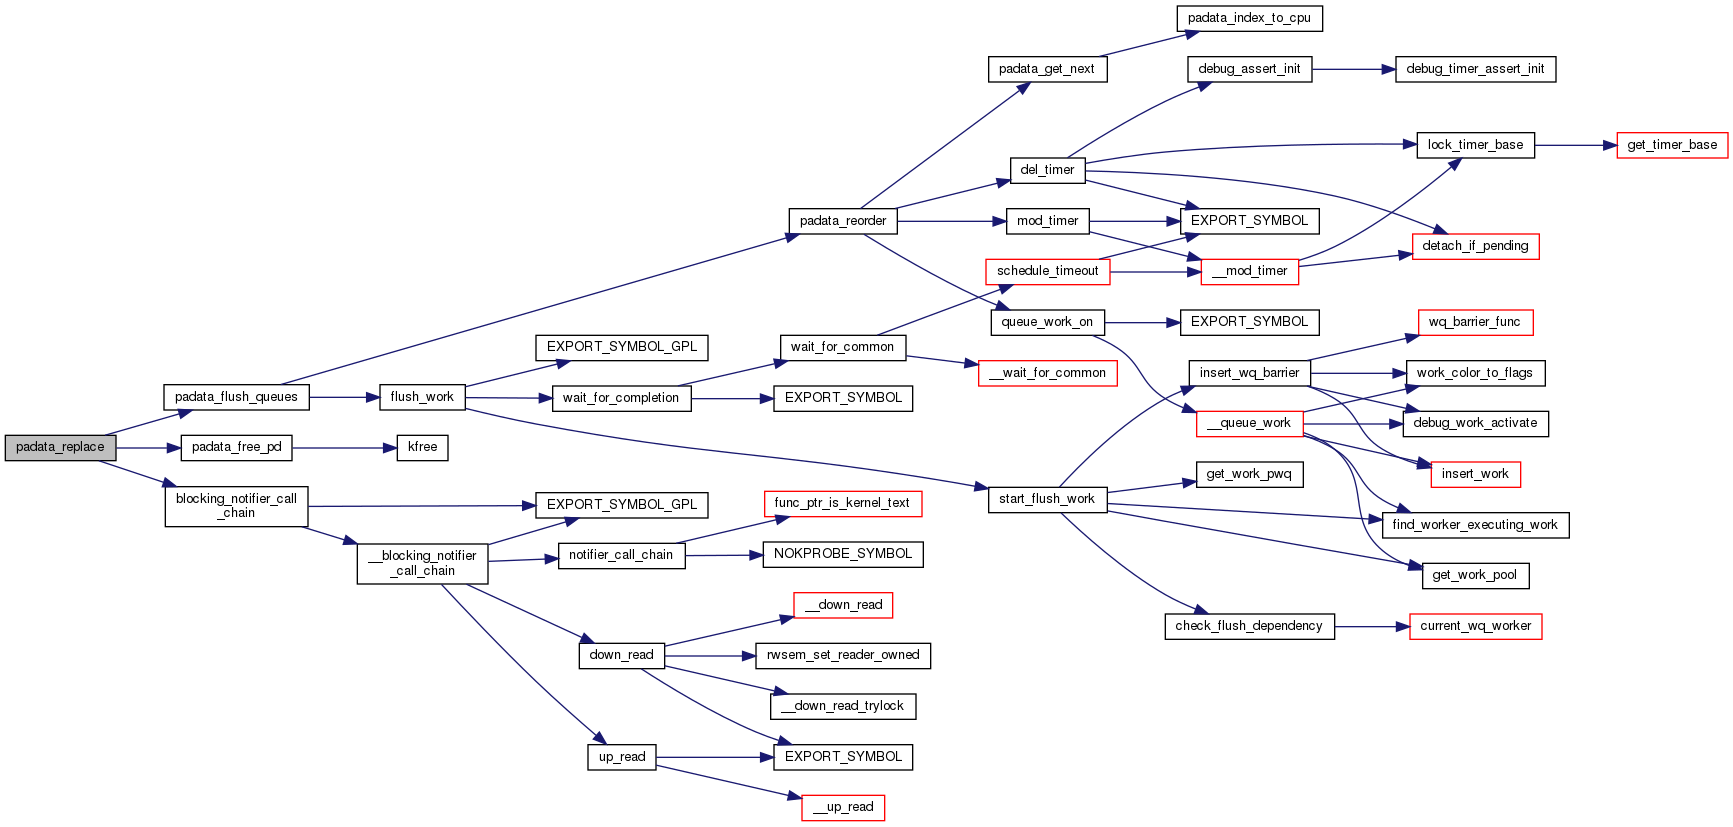 padata_index_to_cpu
padata_get_next
debug_assert_init
debug_timer_assert_init
lock_timer_base
get_timer_base
del_timer
padata_reorder
mod_timer
EXPORT_SYMBOL
detach_if_pending
schedule_timeout
__mod_timer
queue_work_on
EXPORT_SYMBOL
wq_barrier_func
EXPORT_SYMBOL_GPL
wait_for_common
__wait_for_common
insert_wq_barrier
work_color_to_flags
padata_flush_queues
flush_work
wait_for_completion
EXPORT_SYMBOL
__queue_work
debug_work_activate
padata_replace
padata_free_pd
kfree
get_work_pwq
insert_work
blocking_notifier_call
_chain
EXPORT_SYMBOL_GPL
func_ptr_is_kernel_text
start_flush_work
find_worker_executing_work
__blocking_notifier
_call_chain
notifier_call_chain
NOKPROBE_SYMBOL
get_work_pool
__down_read
check_flush_dependency
current_wq_worker
down_read
rwsem_set_reader_owned
__down_read_trylock
up_read
EXPORT_SYMBOL
__up_read